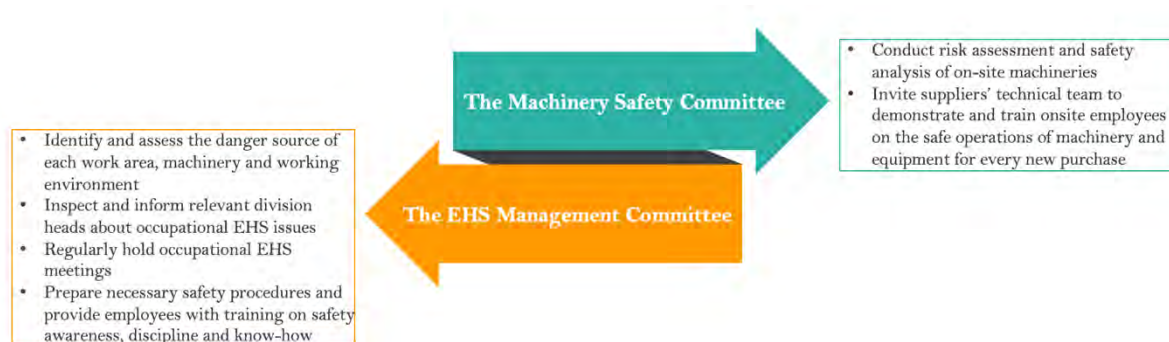 The Machinery Safety Committee
• Conduct risk assessment and safety
analysis of on-site machineries
• Invite suppliers' technical team to
demonstrate and train onsite employees
on the safe operations of machinery and
equipment for every new purchase
The EHS Management Committee
• Identify and assess the danger source of
each work area, machinery and working
environment
• Inspect and inform relevant division
heads about occupational EHS issues
• Regularly hold occupational EHS
meetings
• Prepare necessary safety procedures and
provide employees with training on safety
awareness, discipline and know-how